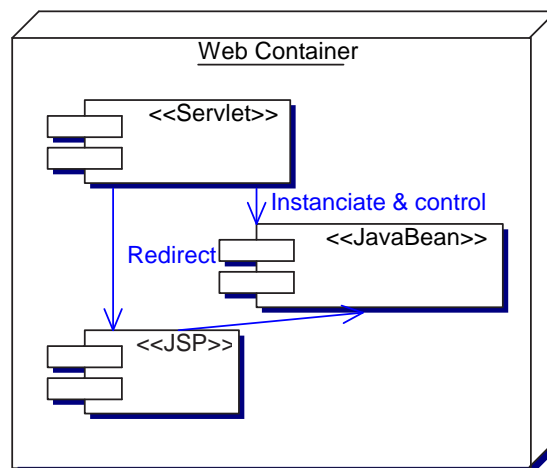 Web Container
<<Servlet>>
Instanciate & control
<<JavaBean>>
Redirect
<<JSP>>